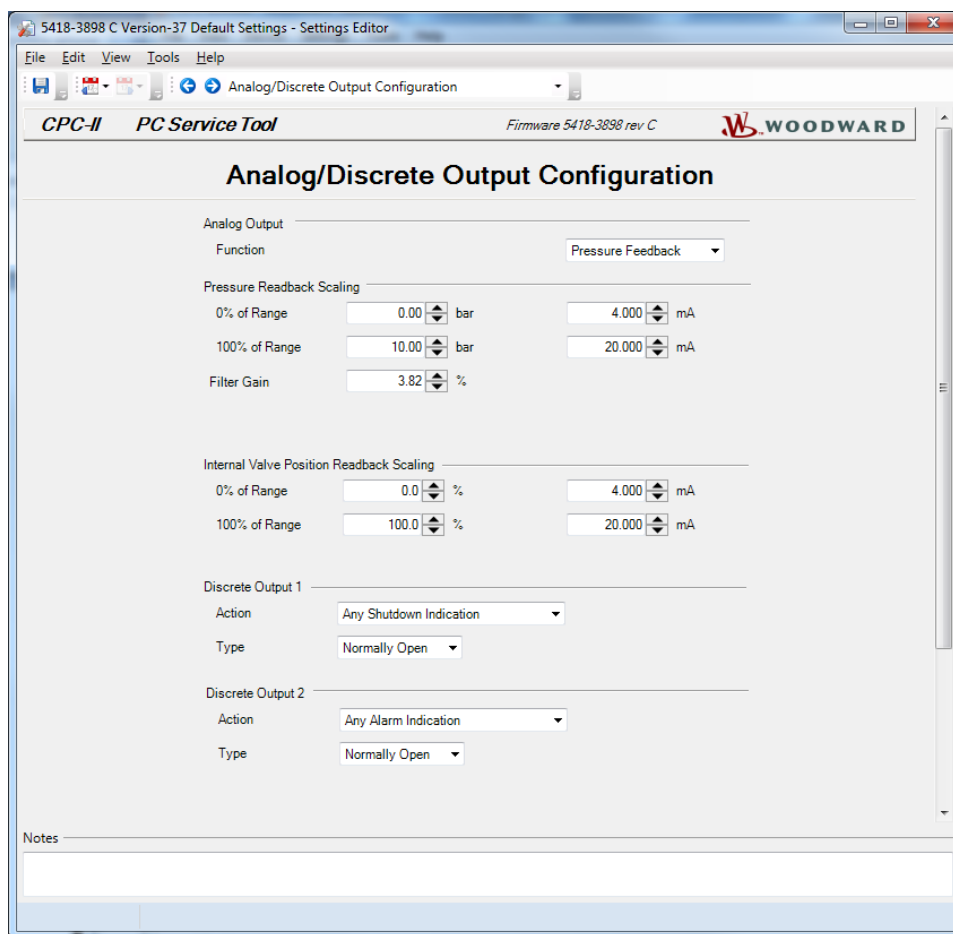 5418-3898 C Version-37 Default Settings - Settings Editor
File Edit View Tools Help
Analog/Discrete Output Configuration
CPC-II PC Service Tool Firmware 5418-3898 rev C WOODWARD
Analog/Discrete Output Configuration
Analog Output
Function Pressure Feedback
Pressure Readback Scaling
0% of Range 0.00 bar 4.000 mA
100% of Range 10.00 bar 20.000 mA
Filter Gain 3.82 %
Internal Valve Position Readback Scaling
0% of Range 0.0 % 4.000 mA
100% of Range 100.0 % 20.000 mA
Discrete Output 1
Action Any Shutdown Indication
Type Normally Open
Discrete Output 2
Action Any Alarm Indication
Type Normally Open
Notes